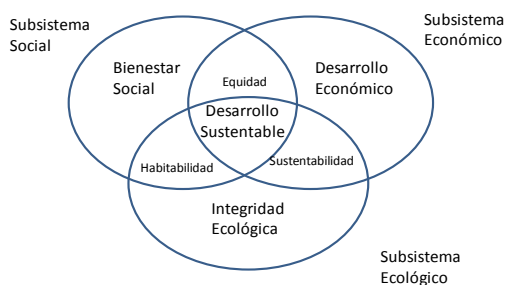 Subsistema
Social
Subsistema
Económico
Bienestar
Social
Equidad
Desarrollo
Económico
Desarrollo
Sustentable
Habitabilidad
Sustentabilidad
Integridad
Ecológica
Subsistema
Ecológico